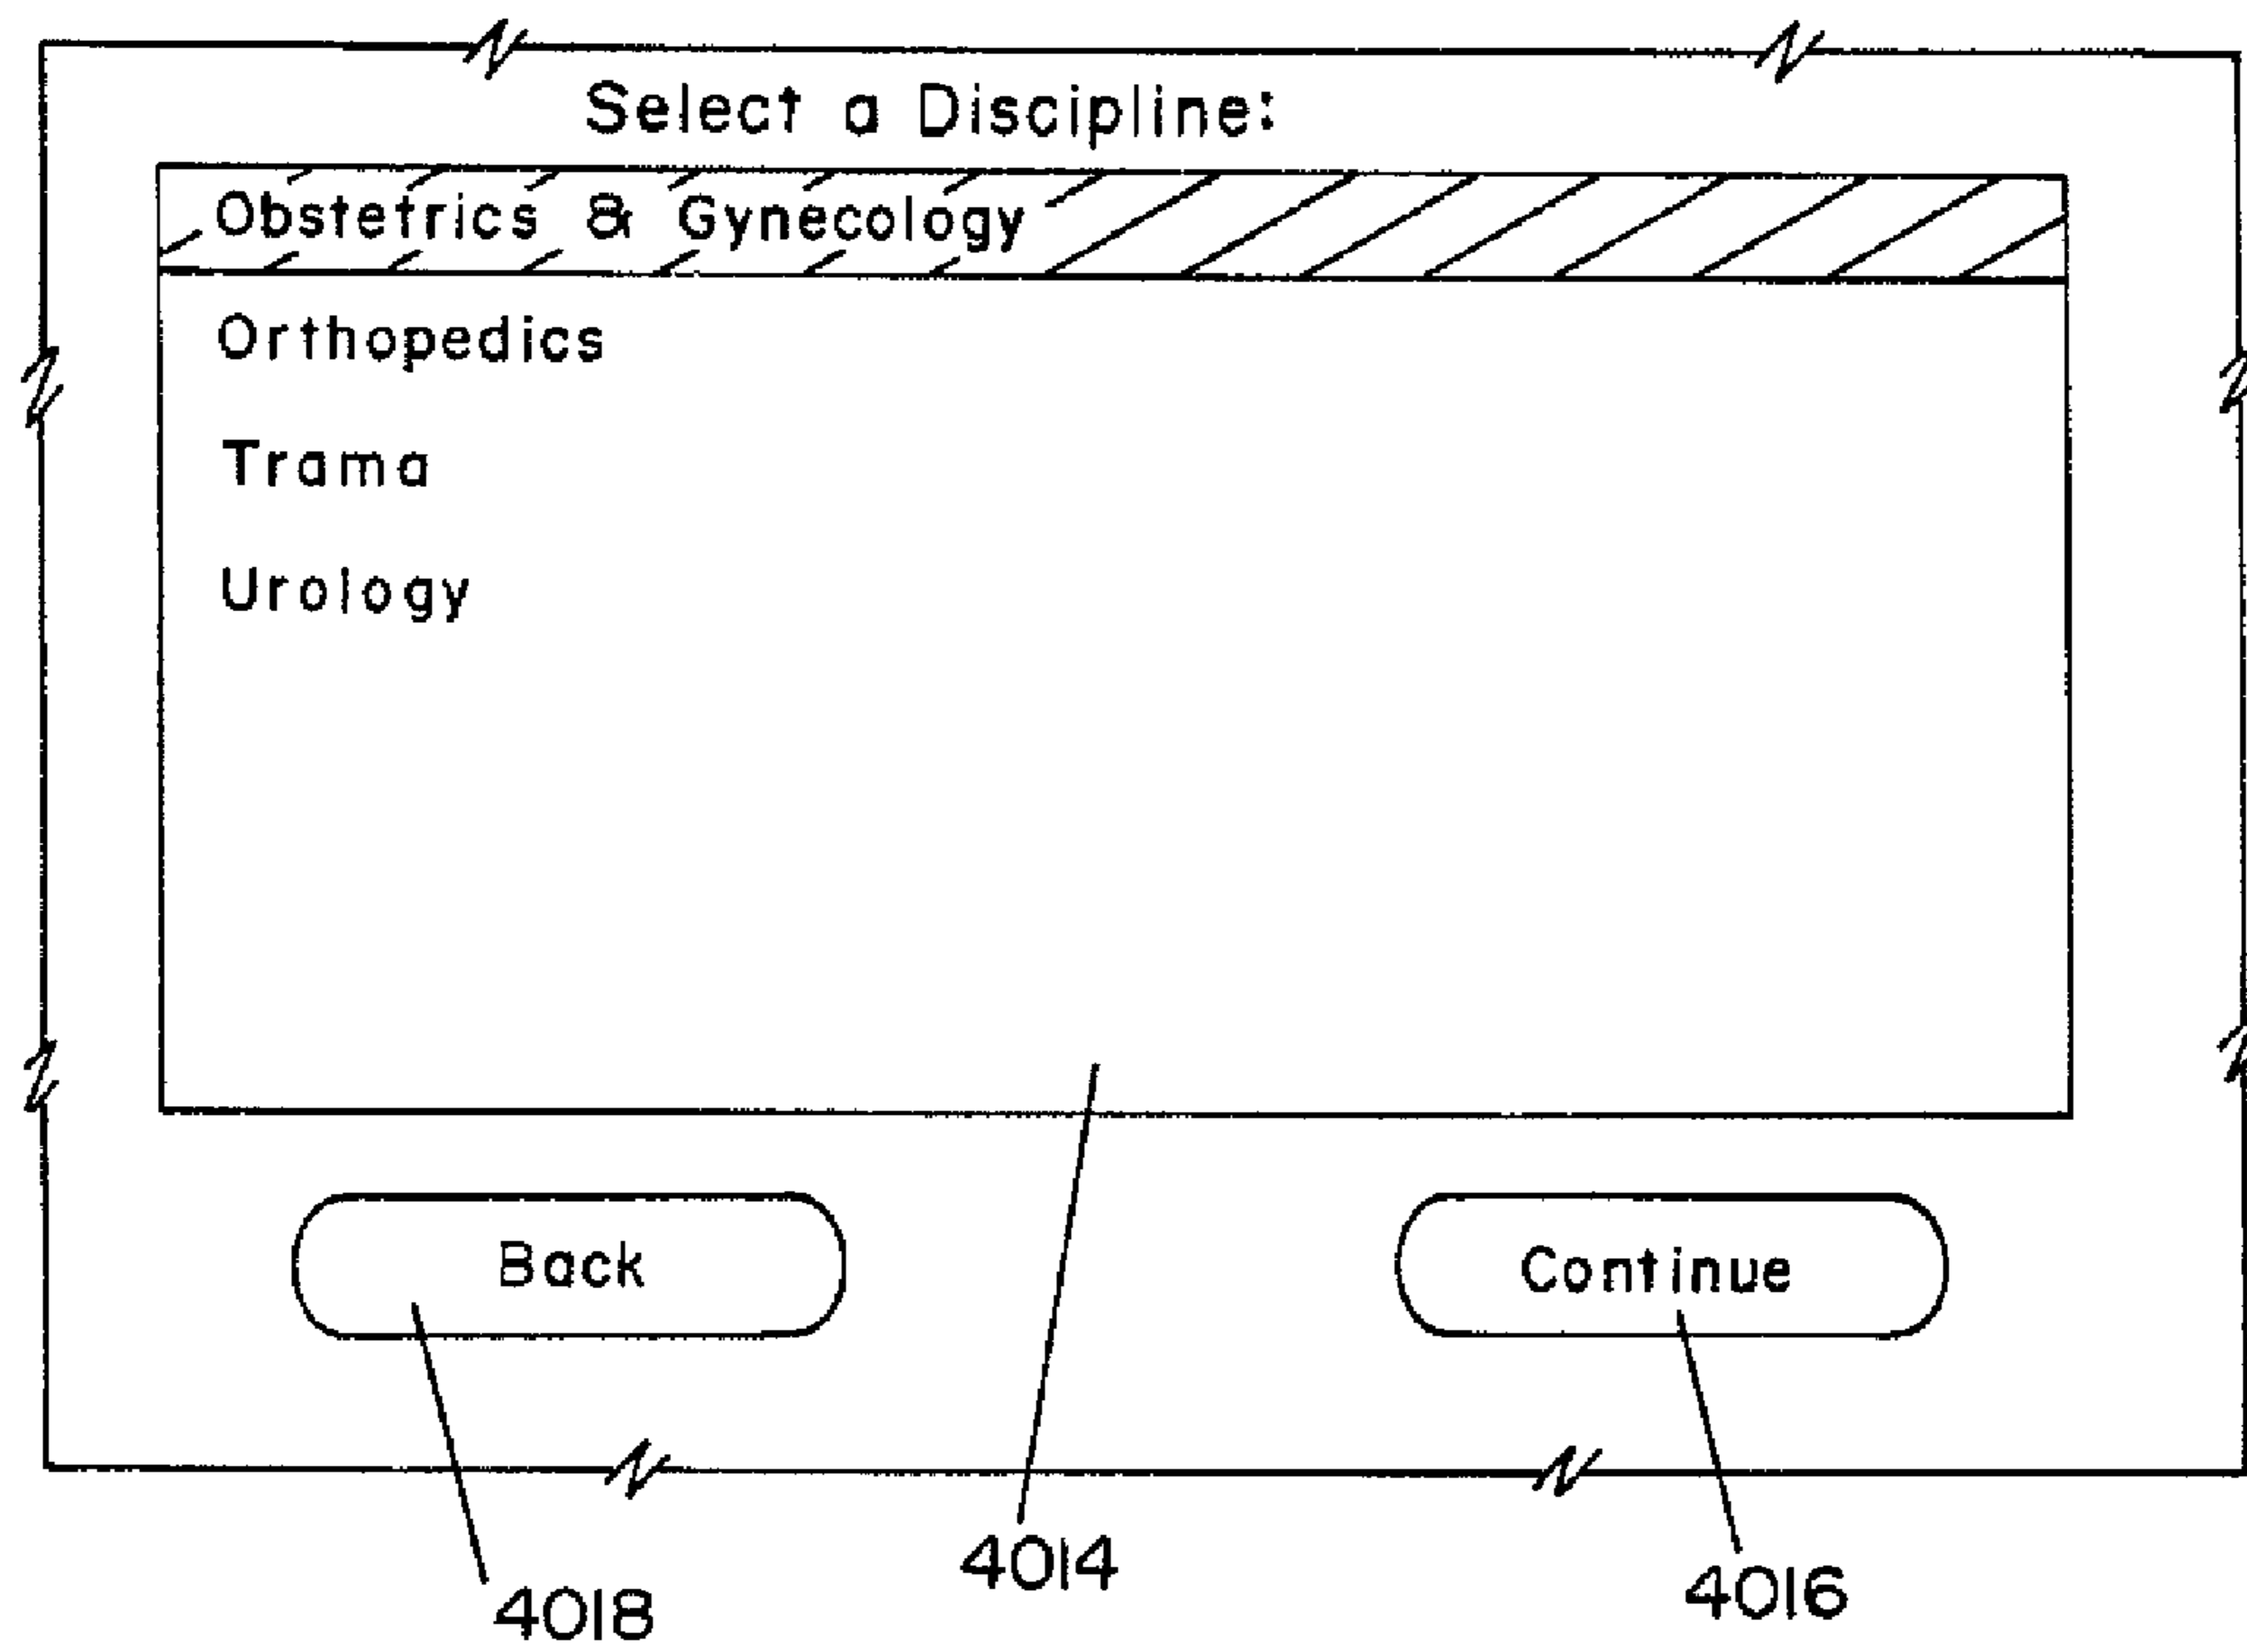 Select a Discipline:
Obstetrics & Gynecology
Orthopedics
Trama
Urology
Back
Continue
4018
4014
4016